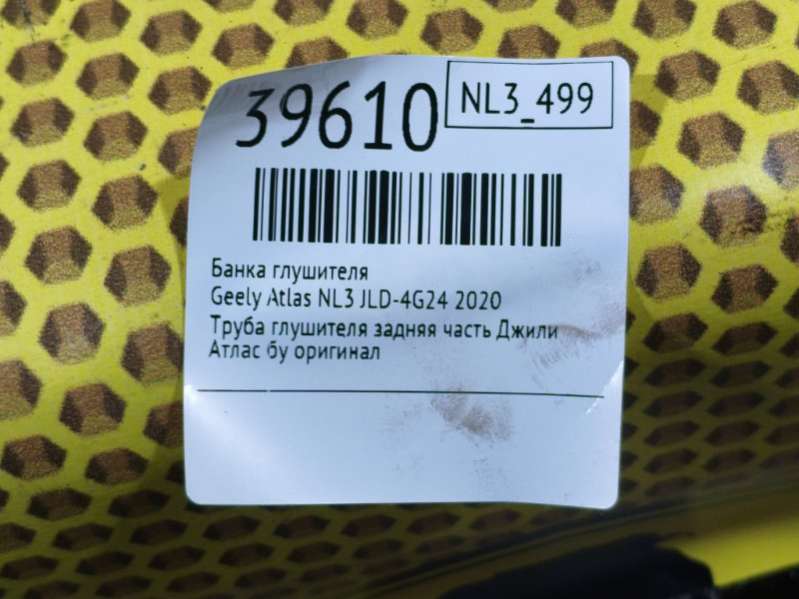 39610
NL3_499
Банка глушителя
Geely Atlas NL3 JLD-4G24 2020
Труба глушителя задняя часть Джили
Атлас бу оригинал